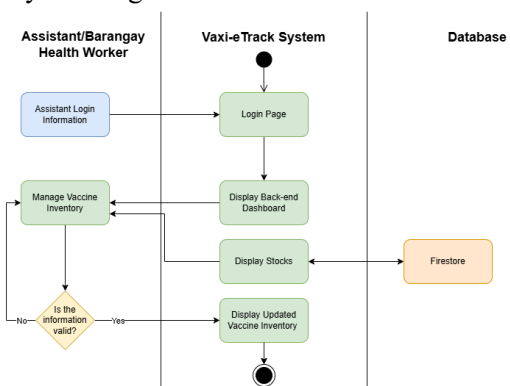 Assistant/Barangay
Health Worker
Vaxi-eTrack System
Database
Assistant Login
Information
Login Page
Manage Vaccine
Inventory
Display Back-end
Dashboard
Display Stocks
Firestore
Is the
information
valid?
No
Yes
Display Updated
Vaccine Inventory